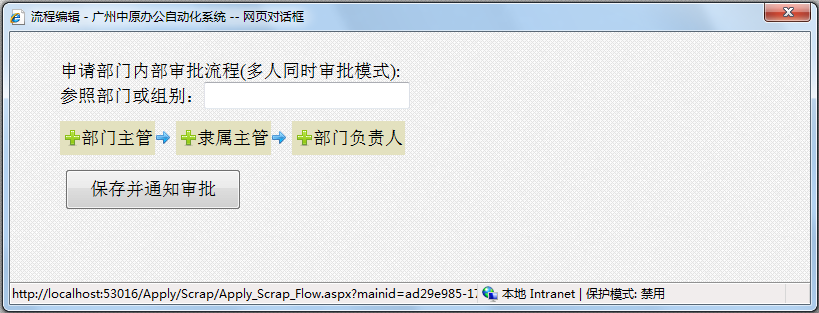 流程编辑 - 广州中原办公自动化系统 -- 网页对话框
申请部门内部审批流程(多人同时审批模式):
参照部门或组别：
部门主管 隶属主管 部门负责人
保存并通知审批
http://localhost:53016/Apply/Scrap/Apply_Scrap_Flow.aspx?mainid=ad29e985-17 本地 Intranet | 保护模式: 禁用